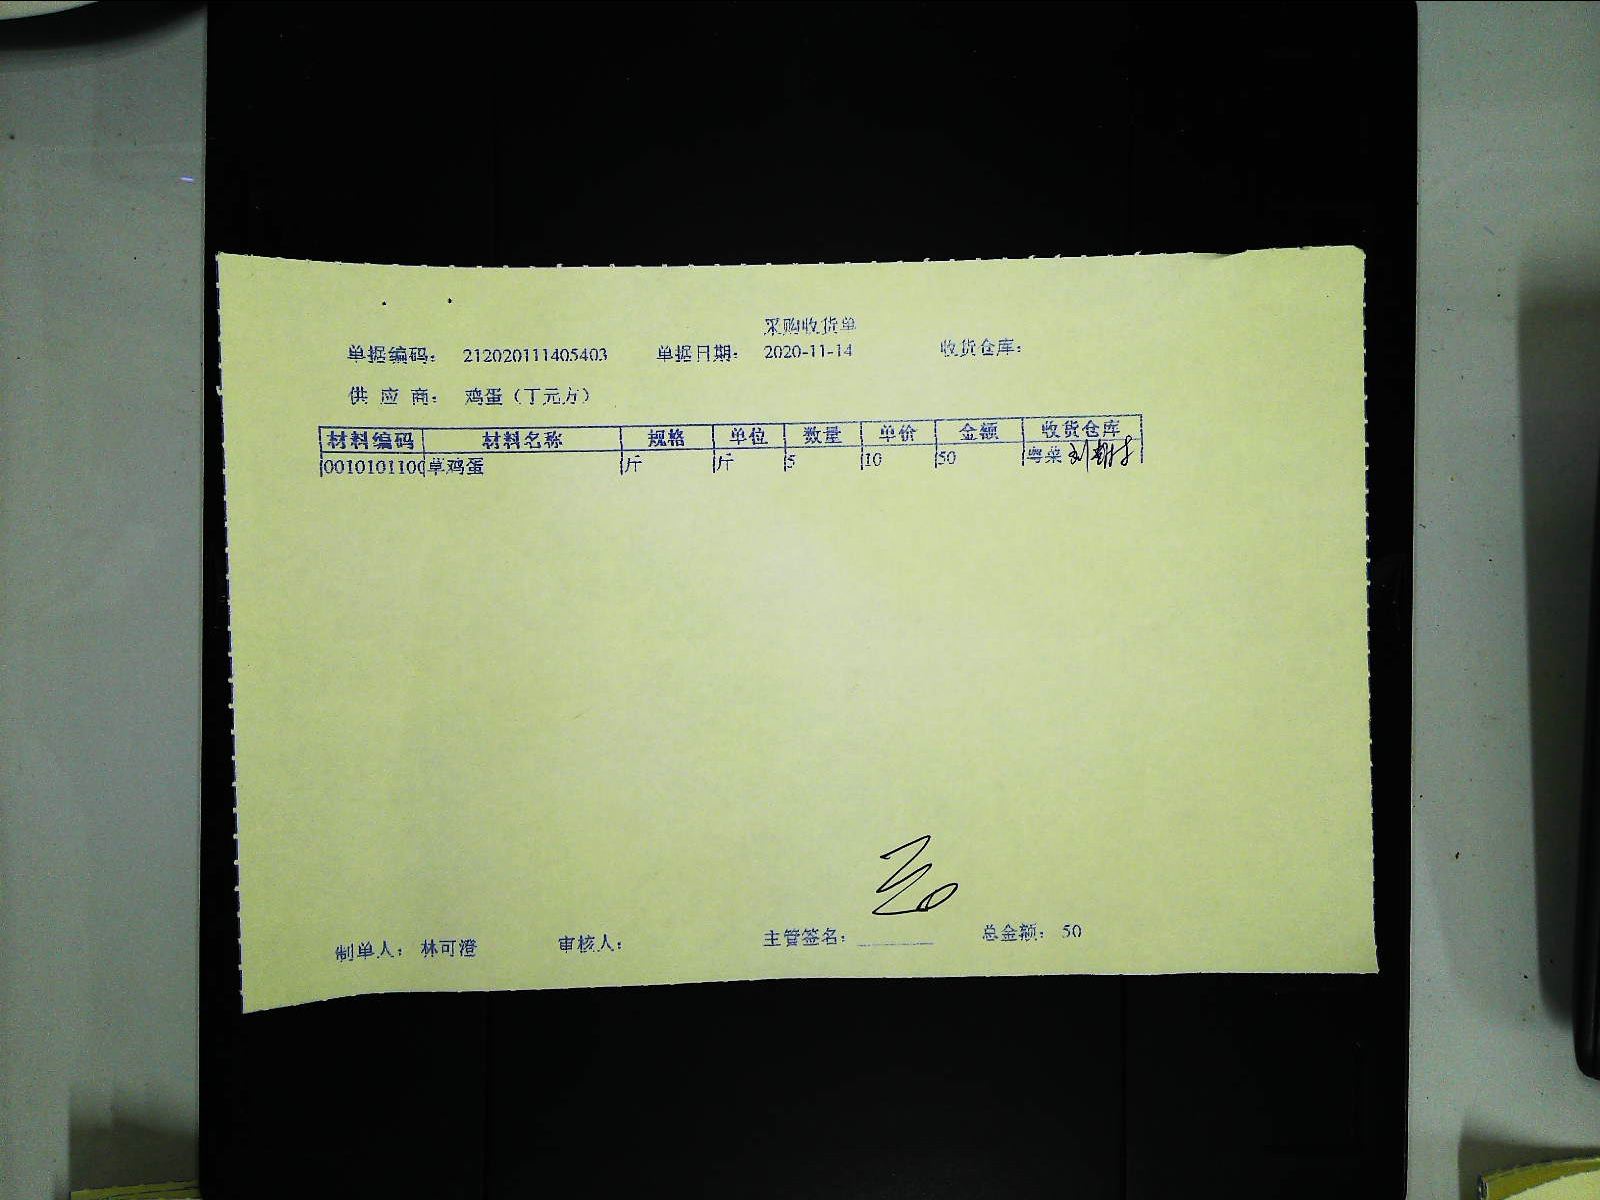 采购收货单
单据编码： 212020111405403 单据日期： 2020-11-14 收货仓库：
供 应 商： 鸡蛋（丁元方）
材料编码 材料名称 规格 单位 数量 单价 金额 收货仓库
0010101100 草鸡蛋 斤 斤 5 10 50 粤菜
制单人： 林可澄 审核人： 主管签名： 总金额： 50